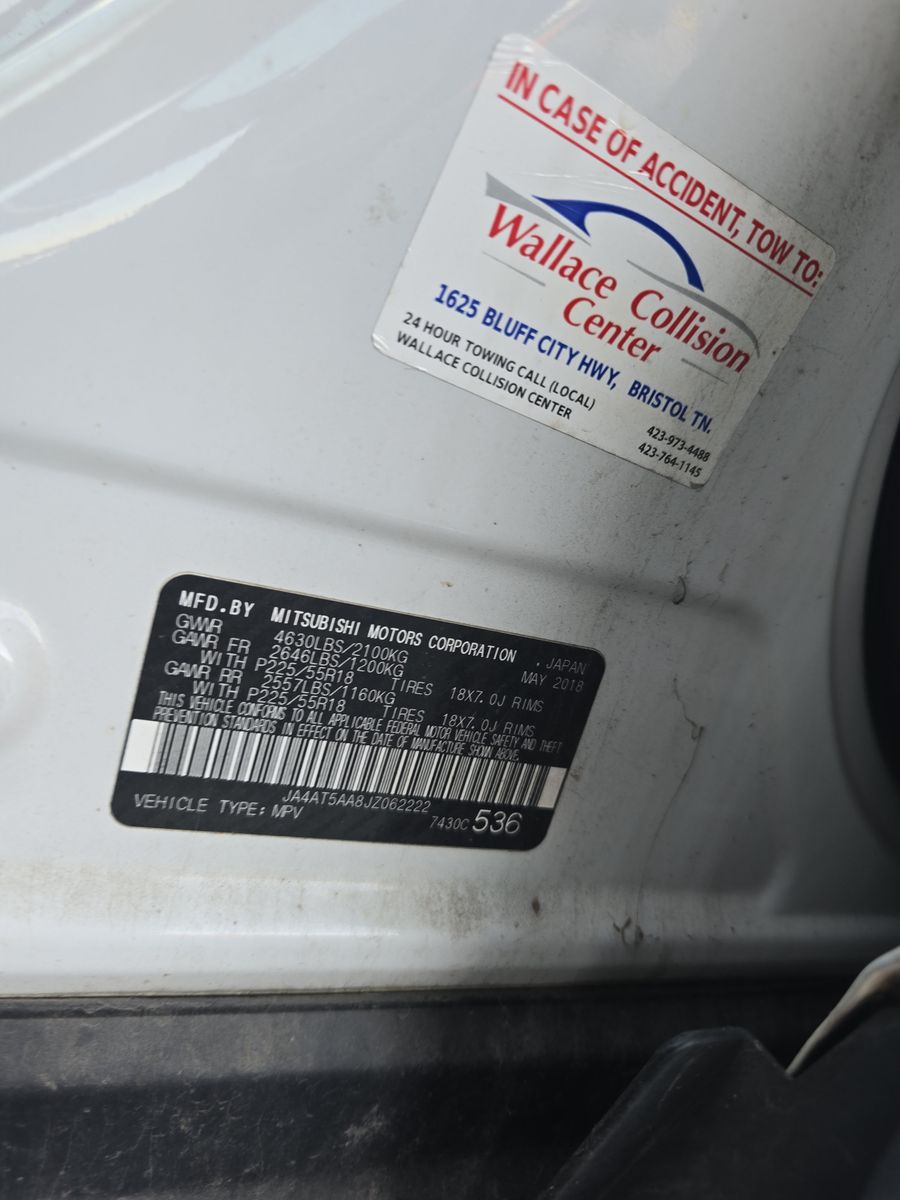 IN CASE OF ACCIDENT, TOW TO:
Wallace Collision
Center
1625 BLUFF CITY HWY, BRISTOL TN.
24 HOUR TOWING CALL (LOCAL)
WALLACE COLLISION CENTER
423-973-4488
423-764-1145
MFD.BY MITSUBISHI MOTORS CORPORATION , JAPAN
GVWR 4630LBS/2100KG MAY 2018
GAWR FR 2646LBS/1200KG
WITH P225/55R18 TIRES 18X7.0J RIMS
GAWR RR 2557LBS/1160KG
WITH P225/55R18 TIRES 18X7.0J RIMS
THIS VEHICLE CONFORMS TO ALL APPLICABLE FEDERAL MOTOR VEHICLE SAFETY AND THEFT
PREVENTION STANDARDS IN EFFECT ON THE DATE OF MANUFACTURE SHOWN ABOVE.
JA4AT5AA8JZ062222
VEHICLE TYPE: MPV 7430C 536